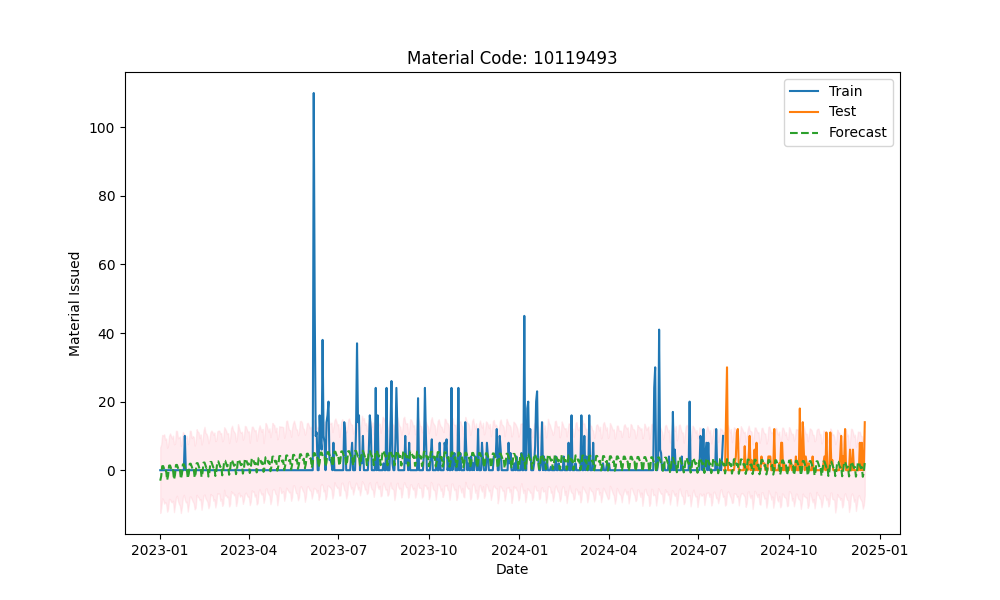 Material Code: 10119493
Train
Test
Forecast
Material Issued
100
80
60
40
20
0
2023-01 2023-04 2023-07 2023-10 2024-01 2024-04 2024-07 2024-10 2025-01
Date